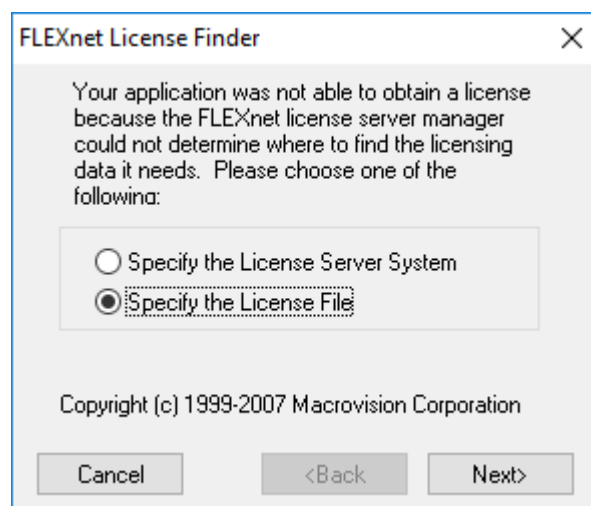 FLEXnet License Finder
Your application was not able to obtain a license
because the FLEXnet license server manager
could not determine where to find the licensing
data it needs.  Please choose one of the
following:
Specify the License Server System
Specify the License File
Copyright (c) 1999-2007 Macrovision Corporation
Cancel
<Back
Next>